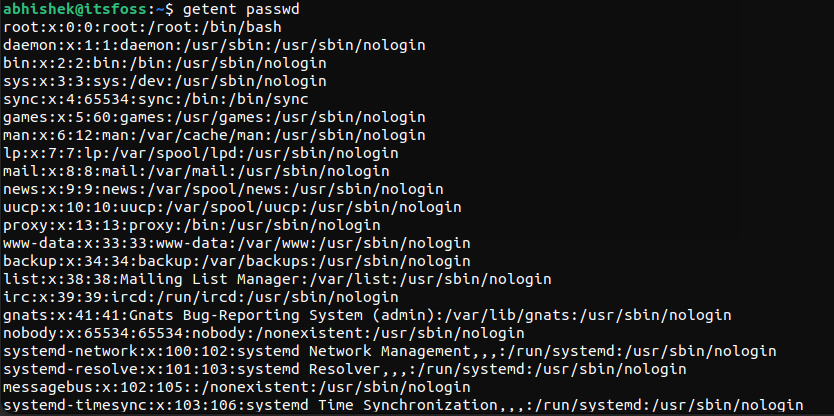 abhishek@itsfoss:~$ getent passwd
root:x:0:0:root:/root:/bin/bash
daemon:x:1:1:daemon:/usr/sbin:/usr/sbin/nologin
bin:x:2:2:bin:/bin:/usr/sbin/nologin
sys:x:3:3:sys:/dev:/usr/sbin/nologin
sync:x:4:65534:sync:/bin:/bin/sync
games:x:5:60:games:/usr/games:/usr/sbin/nologin
man:x:6:12:man:/var/cache/man:/usr/sbin/nologin
lp:x:7:7:lp:/var/spool/lpd:/usr/sbin/nologin
mail:x:8:8:mail:/var/mail:/usr/sbin/nologin
news:x:9:9:news:/var/spool/news:/usr/sbin/nologin
uucp:x:10:10:uucp:/var/spool/uucp:/usr/sbin/nologin
proxy:x:13:13:proxy:/bin:/usr/sbin/nologin
www-data:x:33:33:www-data:/var/www:/usr/sbin/nologin
backup:x:34:34:backup:/var/backups:/usr/sbin/nologin
list:x:38:38:Mailing List Manager:/var/list:/usr/sbin/nologin
irc:x:39:39:ircd:/run/ircd:/usr/sbin/nologin
gnats:x:41:41:Gnats Bug-Reporting System (admin):/var/lib/gnats:/usr/sbin/nologin
nobody:x:65534:65534:nobody:/nonexistent:/usr/sbin/nologin
systemd-network:x:100:102:systemd Network Management,,,:/run/systemd:/usr/sbin/nologin
systemd-resolve:x:101:103:systemd Resolver,,,:/run/systemd:/usr/sbin/nologin
messagebus:x:102:105::/nonexistent:/usr/sbin/nologin
systemd-timesync:x:103:106:systemd Time Synchronization,,,:/run/systemd:/usr/sbin/nologin